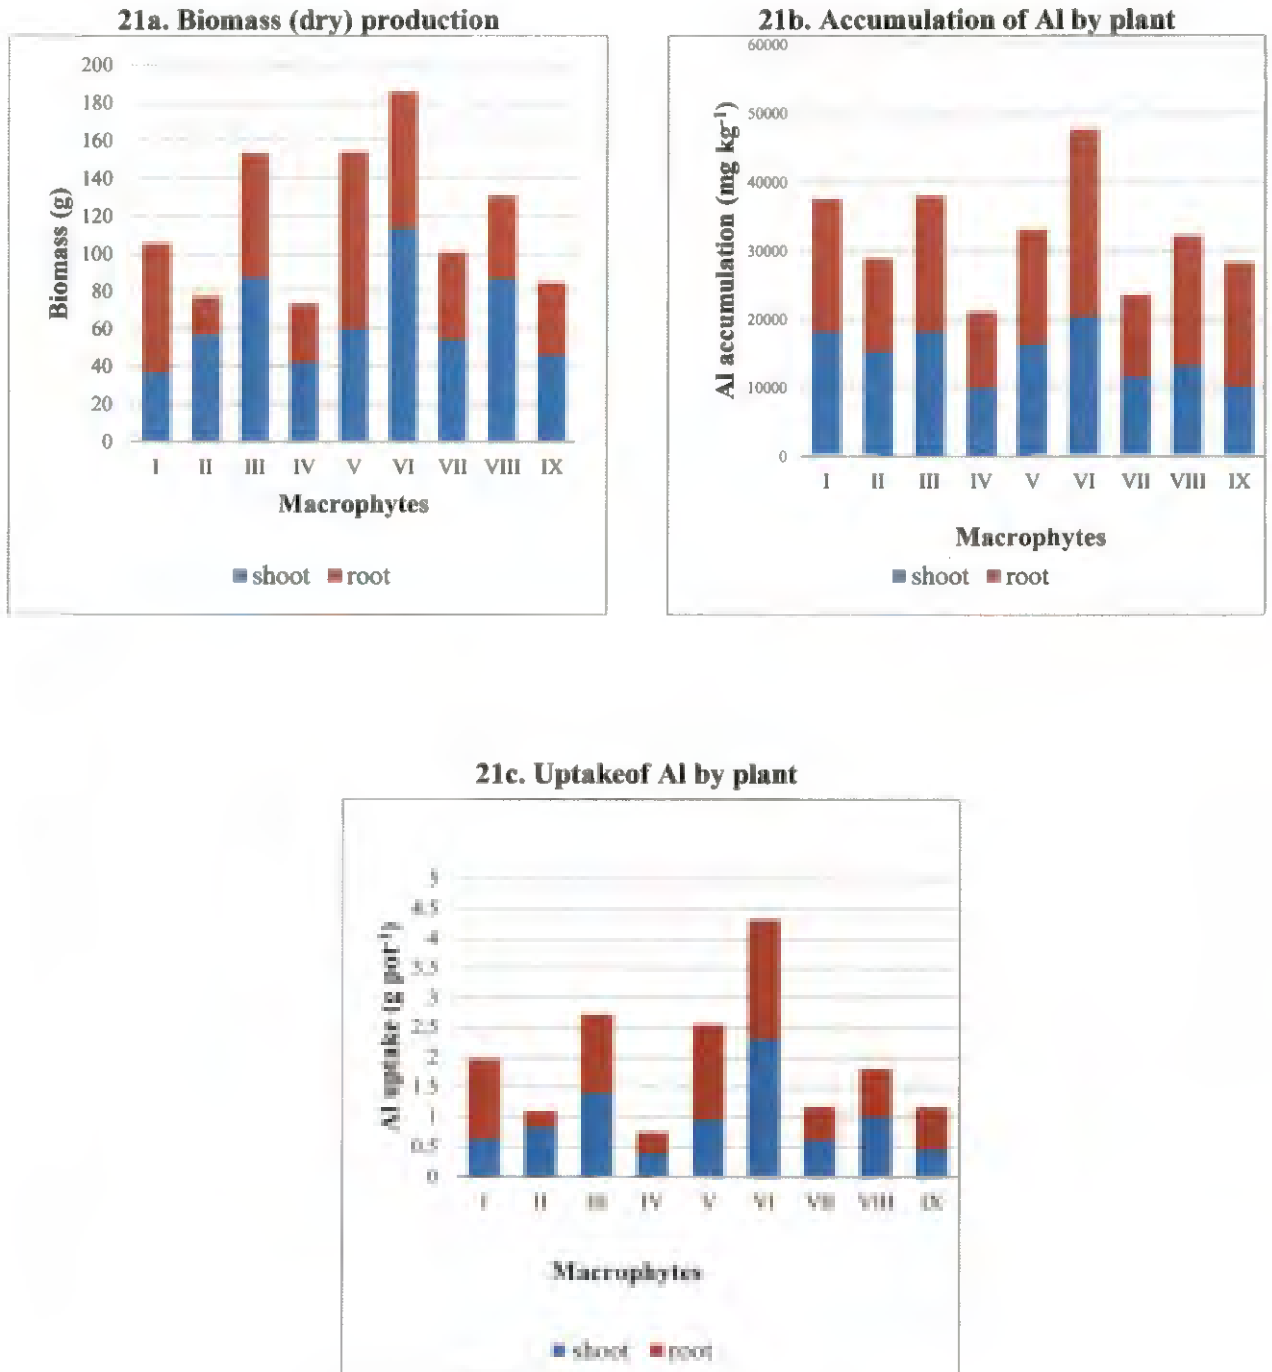 21a. Biomass (dry) production
200
180
160
140
120
100
80
60
40
20
0
Biomass (g)
I II III IV V VI VII VIII IX
Macrophytes
shoot root
21b. Accumulation of Al by plant
60000
50000
40000
30000
20000
10000
0
Al accumulation (mg kg⁻¹)
I II III IV V VI VII VIII IX
Macrophytes
shoot root
21c. Uptakeof Al by plant
5
4.5
4
3.5
3
2.5
2
1.5
1
0.5
0
Al uptake (g pot⁻¹)
I II III IV V VI VII VIII IX
Macrophytes
shoot root